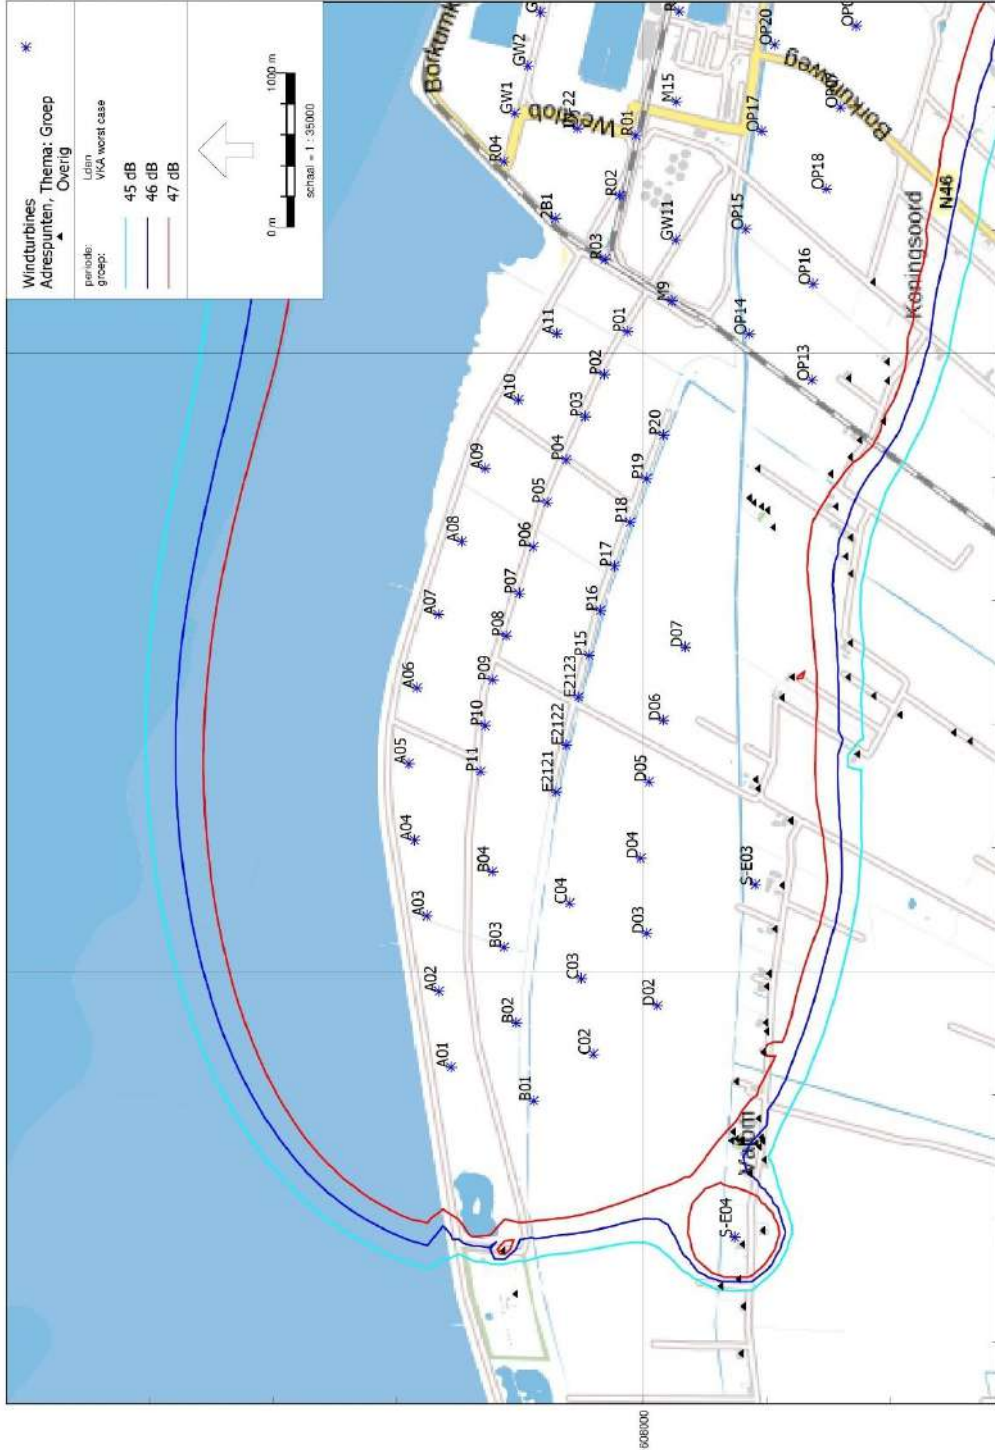 Windturbines
Adrespunten, Thema: Groep
Overig
periode: Lden
groep: VKA worst case
45 dB
46 dB
47 dB
0 m
1000 m
schaal = 1 : 35000
A01
A02
A03
A04
A05
A06
A07
A08
A09
A10
A11
2B1
R04
GW1
GW2
B01
B02
B03
B04
P11
P10
P09
P08
P07
P06
P05
P04
P03
P02
P01
R03
R02
R01
C02
C03
C04
E2121
E2122
E2123
P15
P16
P17
P18
P19
P20
M9
GW11
M15
D02
D03
D04
D05
D06
D07
OP14
OP15
OP17
OP20
S-E04
S-E03
OP13
OP16
OP18
Valom
Koningsoord
N46
Borkumweg
608000